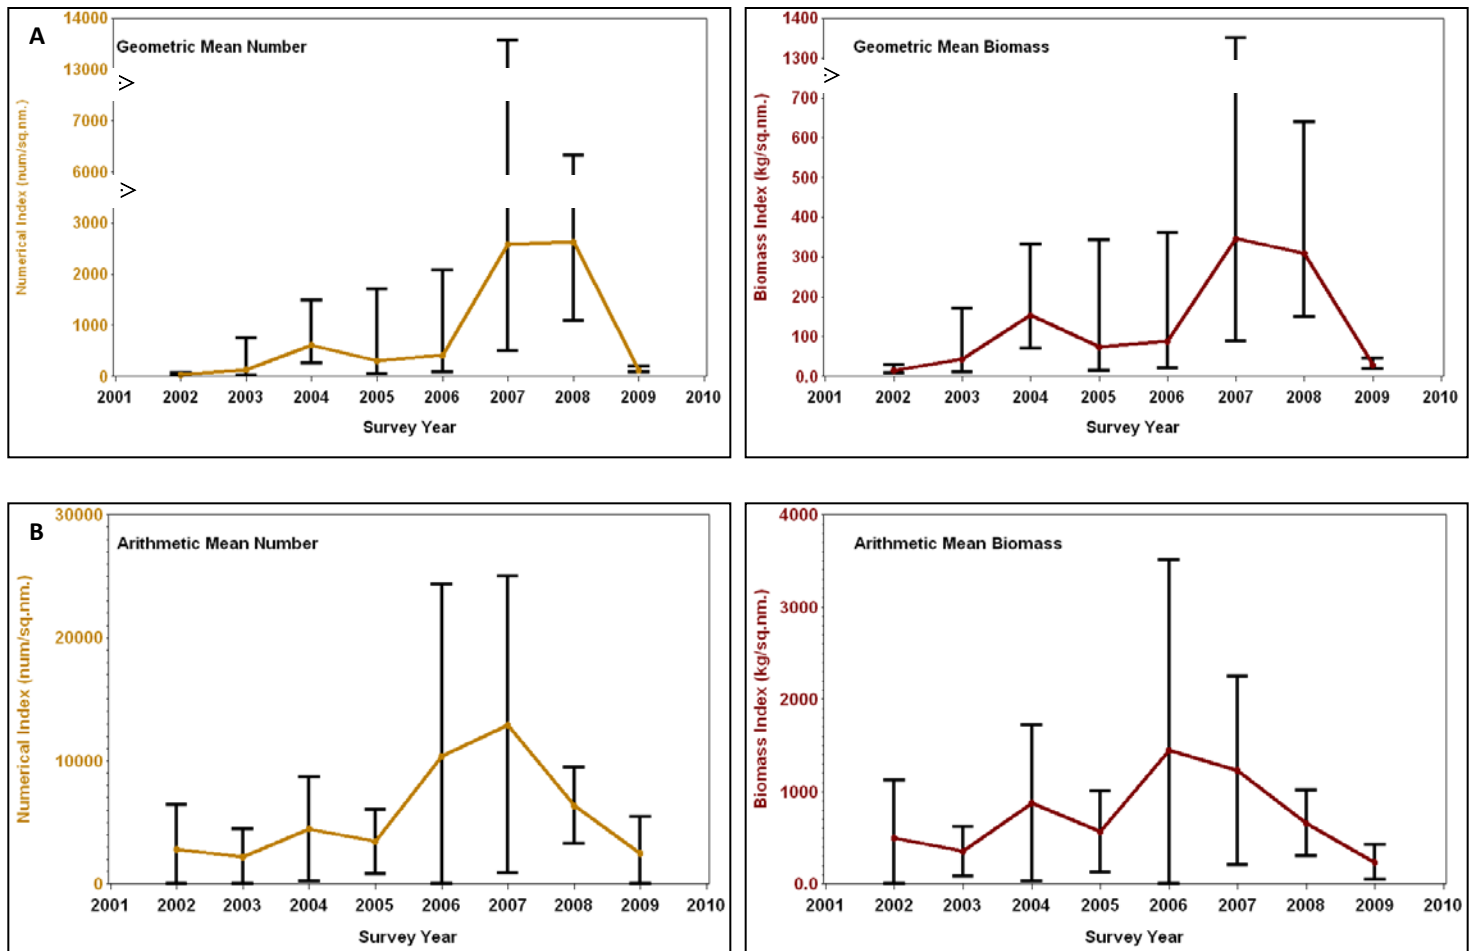 A
Geometric Mean Number
Numerical Index (num/sq.nm.)
14000
13000
7000
6000
3000
2000
1000
0
2001 2002 2003 2004 2005 2006 2007 2008 2009 2010
Survey Year
Geometric Mean Biomass
Biomass Index (kg/sq.nm.)
1400
1300
700
600
500
400
300
200
100
0.0
2001 2002 2003 2004 2005 2006 2007 2008 2009 2010
Survey Year
B
Arithmetic Mean Number
Numerical Index (num/sq.nm.)
30000
20000
10000
0
2001 2002 2003 2004 2005 2006 2007 2008 2009 2010
Survey Year
Arithmetic Mean Biomass
Biomass Index (kg/sq.nm.)
4000
3000
2000
1000
0.0
2001 2002 2003 2004 2005 2006 2007 2008 2009 2010
Survey Year